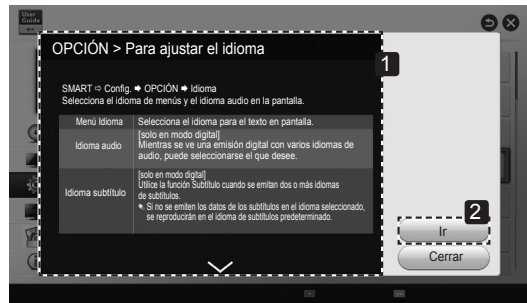 User
Guide
OPCIÓN > Para ajustar el idioma
1
SMART ⇨ Config. ➡ OPCIÓN ➡ Idioma
Selecciona el idioma de menús y el idioma audio en la pantalla.
Menú Idioma Selecciona el idioma para el texto en pantalla.
Idioma audio
[solo en modo digital]
Mientras se ve una emisión digital con varios idiomas de
audio, puede seleccionarse el que desee.
Idioma subtítulo
[solo en modo digital]
Utilice la función Subtítulo cuando se emitan dos o más idiomas
de subtítulos.
Si no se emiten los datos de los subtítulos en el idioma seleccionado,
se reproducirán en el idioma de subtítulos predeterminado.
2
Ir
Cerrar